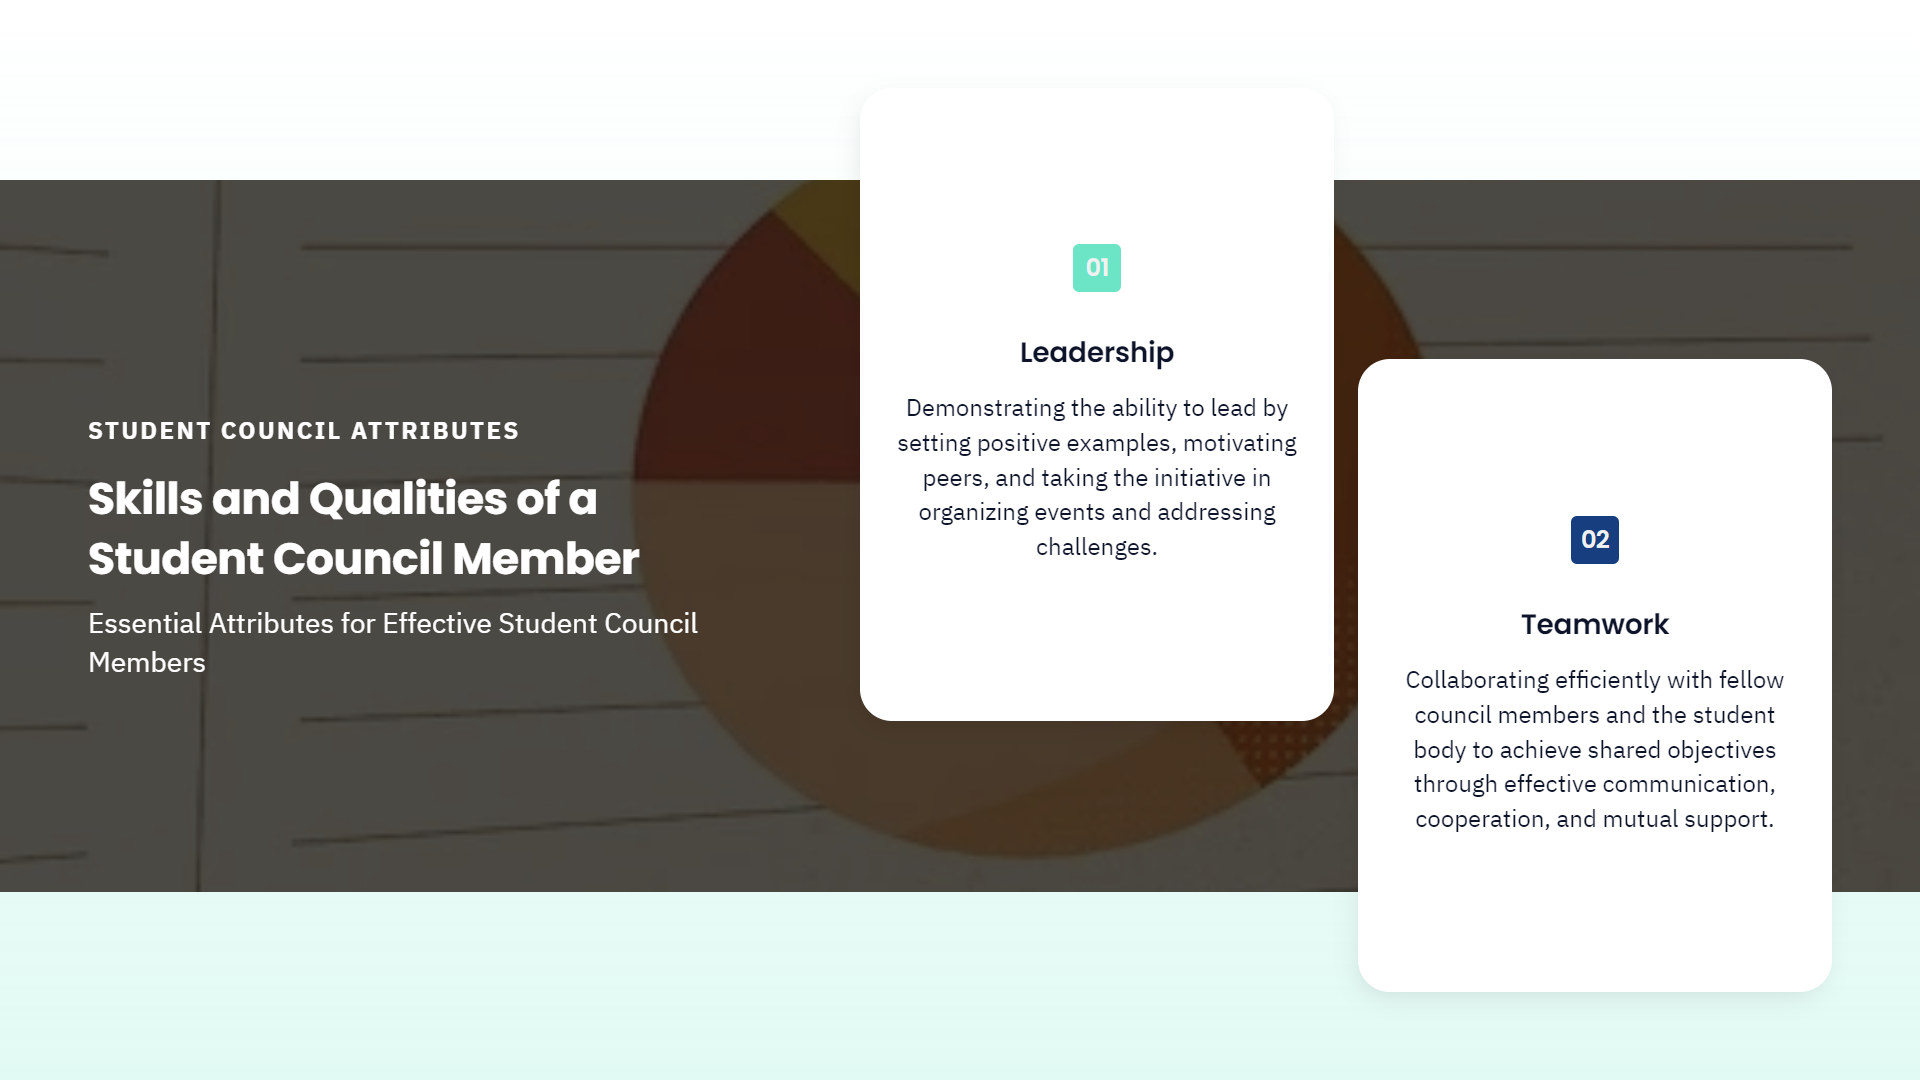 STUDENT COUNCIL ATTRIBUTES
Skills and Qualities of a
Student Council Member
Essential Attributes for Effective Student Council
Members
01
Leadership
Demonstrating the ability to lead by
setting positive examples, motivating
peers, and taking the initiative in
organizing events and addressing
challenges.
02
Teamwork
Collaborating efficiently with fellow
council members and the student
body to achieve shared objectives
through effective communication,
cooperation, and mutual support.